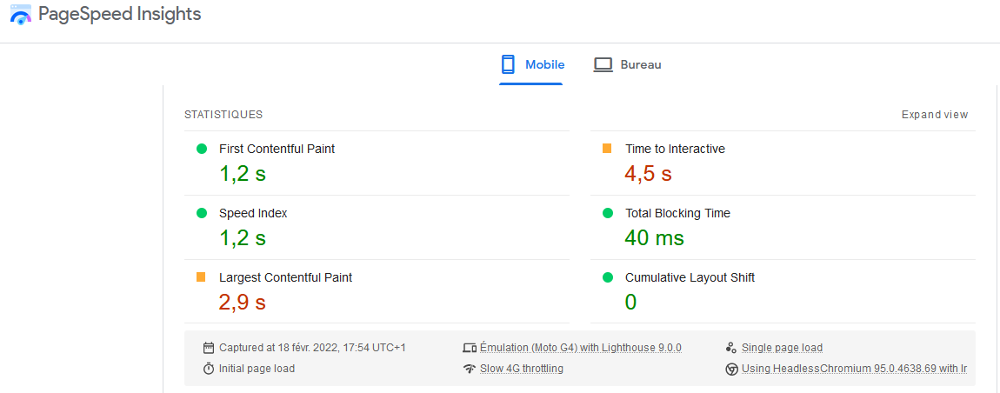 PageSpeed Insights
Mobile
Bureau
STATISTIQUES
Expand view
First Contentful Paint
1,2 s
Time to Interactive
4,5 s
Speed Index
1,2 s
Total Blocking Time
40 ms
Largest Contentful Paint
2,9 s
Cumulative Layout Shift
0
Captured at 18 févr. 2022, 17:54 UTC+1
Émulation (Moto G4) with Lighthouse 9.0.0
Single page load
Initial page load
Slow 4G throttling
Using HeadlessChromium 95.0.4638.69 with lr